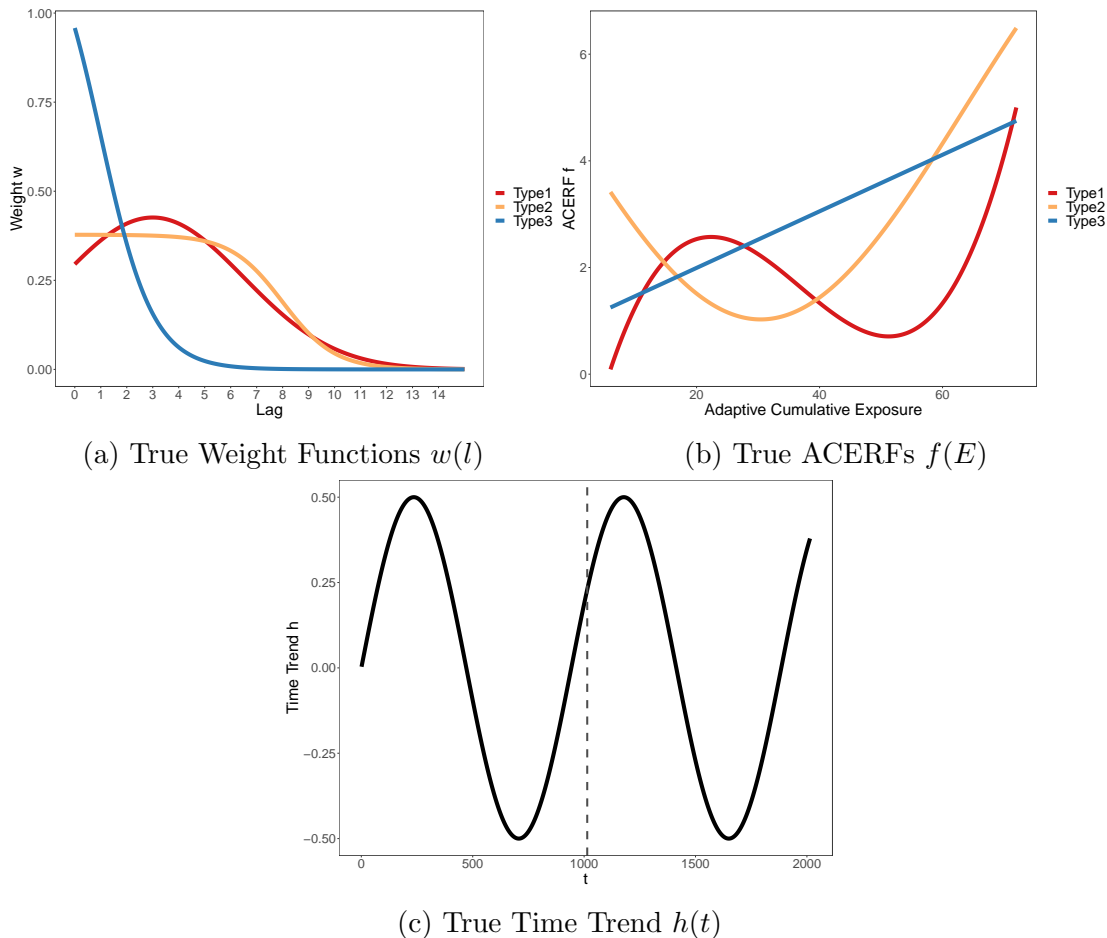 1.00
0.75
0.50
0.25
0.00
Weight w
0 1 2 3 4 5 6 7 8 9 10 11 12 13 14
Lag
Type1
Type2
Type3
(a) True Weight Functions w(l)
6
4
2
0
ACERF f
20 40 60
Adaptive Cumulative Exposure
Type1
Type2
Type3
(b) True ACERFs f(E)
0.50
0.25
0.00
−0.25
−0.50
Time Trend h
0 500 1000 1500 2000
t
(c) True Time Trend h(t)